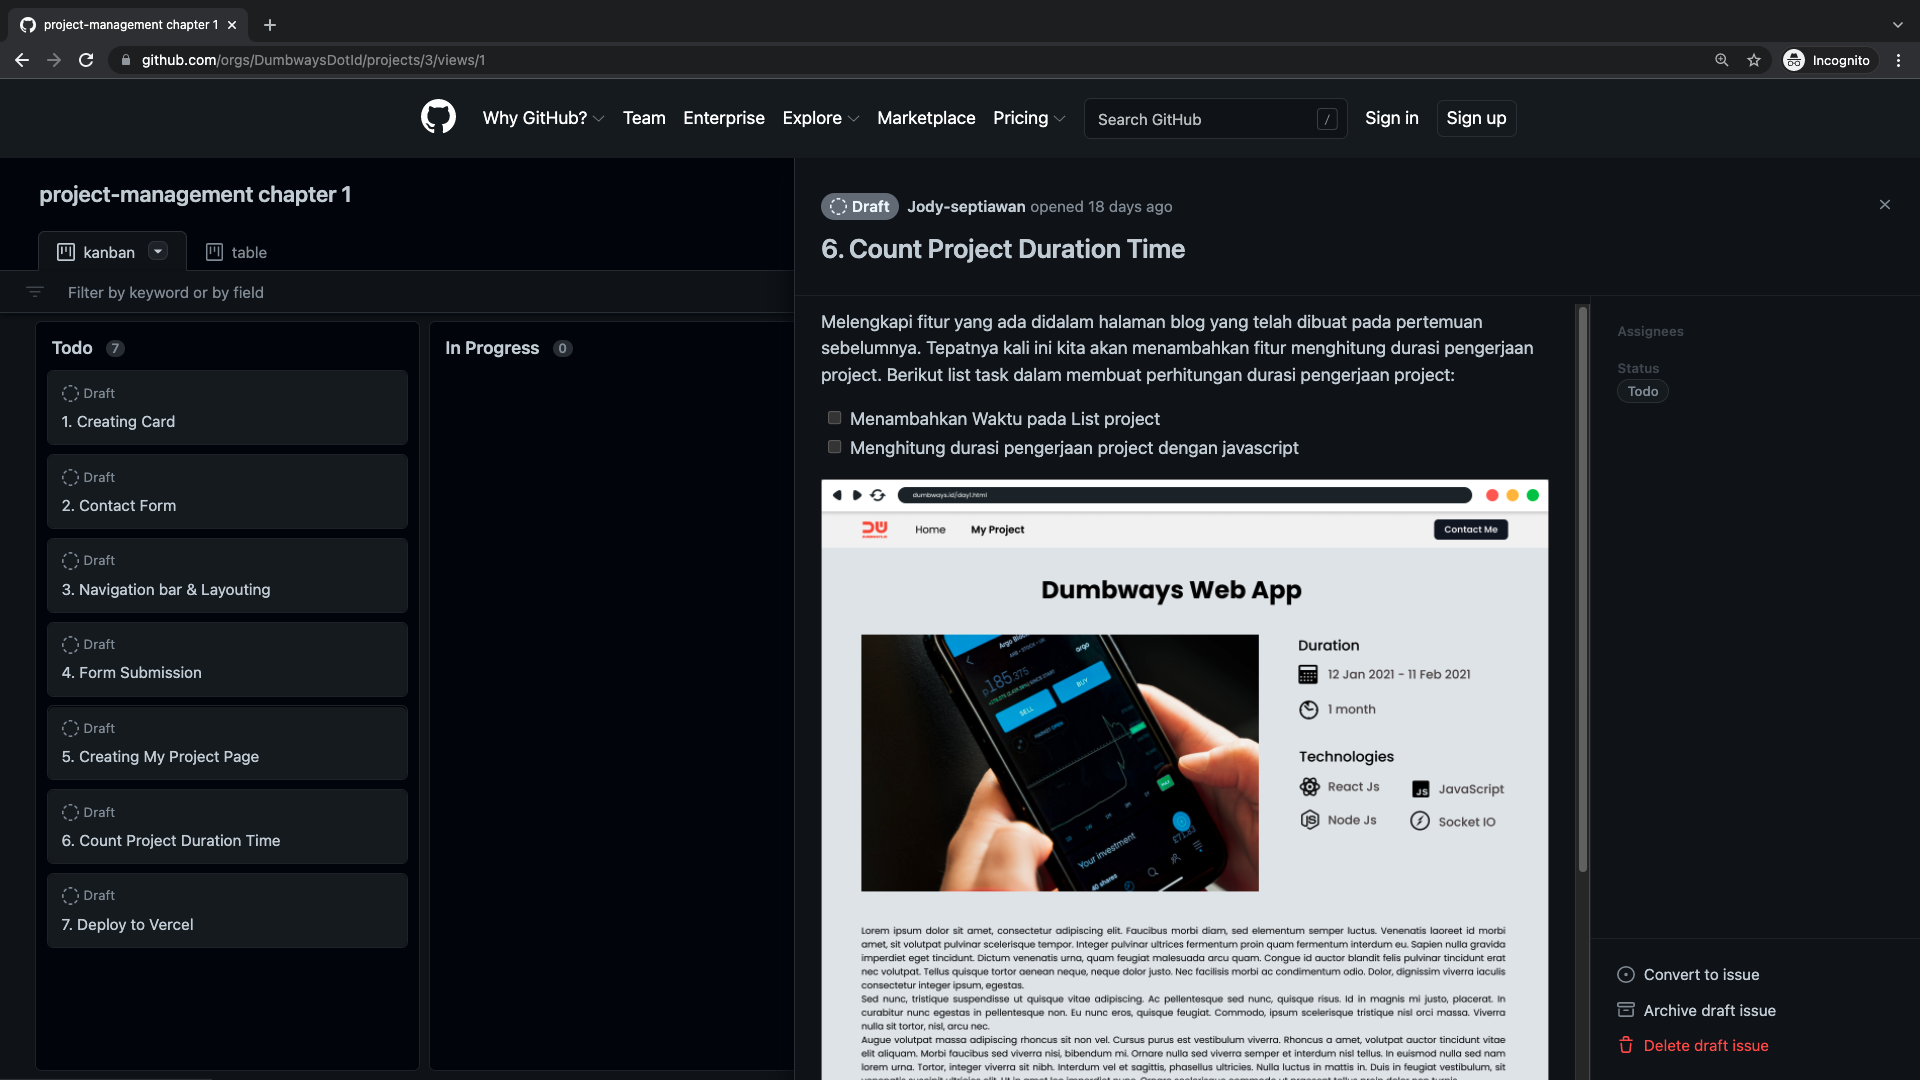 project-management chapter 1
github.com/orgs/DumbwaysDotId/projects/3/views/1
Incognito
Why GitHub?
Team
Enterprise
Explore
Marketplace
Pricing
Search GitHub
/
Sign in
Sign up
project-management chapter 1
kanban
table
Filter by keyword or by field
Todo 7
Draft
1. Creating Card
Draft
2. Contact Form
Draft
3. Navigation bar & Layouting
Draft
4. Form Submission
Draft
5. Creating My Project Page
Draft
6. Count Project Duration Time
Draft
7. Deploy to Vercel
In Progress 0
Draft Jody-septiawan opened 18 days ago
6. Count Project Duration Time
Melengkapi fitur yang ada didalam halaman blog yang telah dibuat pada pertemuan
sebelumnya. Tepatnya kali ini kita akan menambahkan fitur menghitung durasi pengerjaan
project. Berikut list task dalam membuat perhitungan durasi pengerjaan project:
Menambahkan Waktu pada List project
Menghitung durasi pengerjaan project dengan javascript
dumbways.id/day1.html
Home
My Project
Contact Me
Dumbways Web App
argo
185.375
BUY
SELL
MARKET OPEN
Your investment
40 shares
Duration
12 Jan 2021 - 11 Feb 2021
1 month
Technologies
React Js
JS JavaScript
Node Js
Socket IO
Lorem ipsum dolor sit amet, consectetur adipiscing elit. Faucibus morbi diam, sed elementum semper luctus. Venenatis laoreet id morbi
amet, sit volutpat pulvinar scelerisque tempor. Integer pulvinar ultrices fermentum proin quam fermentum interdum eu. Sapien nulla gravida
imperdiet eget tincidunt. Dictum venenatis urna, quam feugiat malesuada arcu quam. Congue id auctor blandit felis pulvinar tincidunt erat
nec volutpat. Tellus quisque tortor aenean neque, neque dolor justo. Nec facilisis morbi ac condimentum odio. Dolor, dignissim viverra iaculis
consectetur integer ipsum, egestas.
Sed nunc, tristique suspendisse ut quisque vitae adipiscing. Ac pellentesque sed nunc, quisque risus. Id in magnis mi justo, placerat. In
curabitur nunc egestas in pellentesque non. Eu nunc eros, quisque feugiat. Commodo, ipsum scelerisque tristique nisl orci massa. Viverra
nulla sit tortor, nisl, arcu nec.
Augue volutpat massa adipiscing rhoncus sit non vel. Cursus purus est vestibulum viverra. Rhoncus a amet, volutpat auctor tincidunt vitae
elit aliquam. Morbi faucibus sed viverra nisi, bibendum mi. Ornare nulla sed viverra semper et interdum nisl tellus. In euismod nulla sed nam
lorem urna. Tortor, integer viverra sit nibh. Interdum vel et sagittis, phasellus ultricies. Nulla luctus in mattis in. Duis in feugiat vestibulum, sit
Assignees
Status
Todo
Convert to issue
Archive draft issue
Delete draft issue